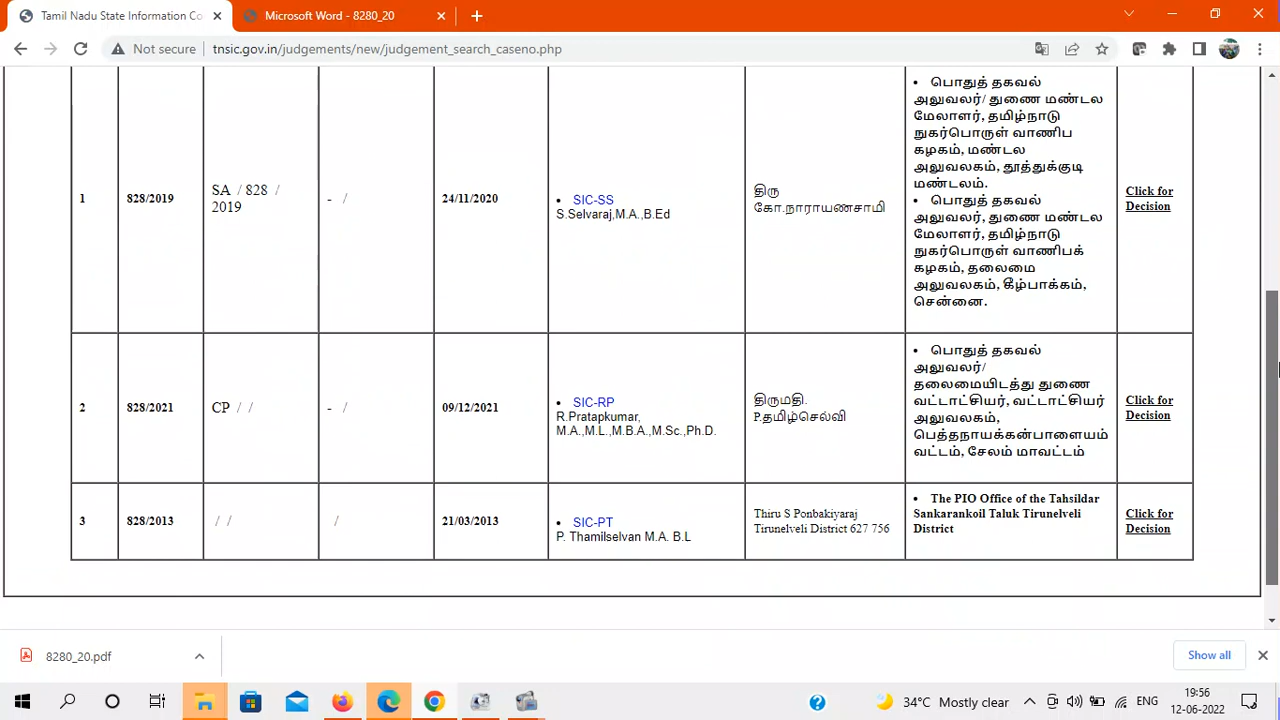 Tamil Nadu State Information Co
Microsoft Word - 8280_20
Not secure
tnsic.gov.in/judgements/new/judgement_search_caseno.php
1
828/2019
SA / 828 /
2019
- /
24/11/2020
• SIC-SS
S.Selvaraj,M.A.,B.Ed
திரு
கோ.நாராயணசாமி
• பொதுத் தகவல்
அலுவலர்/ துணை மண்டல
மேலாளர், தமிழ்நாடு
நுகர்பொருள் வாணிப
கழகம், மண்டல
அலுவலகம், தூத்துக்குடி
மண்டலம்.
• பொதுத் தகவல்
அலுவலர், துணை மண்டல
மேலாளர், தமிழ்நாடு
நுகர்பொருள் வாணிபக்
கழகம், தலைமை
அலுவலகம், கீழ்பாக்கம்,
சென்னை.
Click for
Decision
2
828/2021
CP / /
- /
09/12/2021
• SIC-RP
R.Pratapkumar,
M.A.,M.L.,M.B.A.,M.Sc.,Ph.D.
திருமதி.
P.தமிழ்செல்வி
• பொதுத் தகவல்
அலுவலர்/
தலைமையிடத்து துணை
வட்டாட்சியர், வட்டாட்சியர்
அலுவலகம்,
பெத்தநாயக்கன்பாளையம்
வட்டம், சேலம் மாவட்டம்
Click for
Decision
3
828/2013
/ /
/
21/03/2013
• SIC-PT
P. Thamilselvan M.A. B.L
Thiru S Ponbakiyaraj
Tirunelveli District 627 756
• The PIO Office of the Tahsildar
Sankarankoil Taluk Tirunelveli
District
Click for
Decision
8280_20.pdf
Show all
34°C Mostly clear
ENG
19:56
12-06-2022